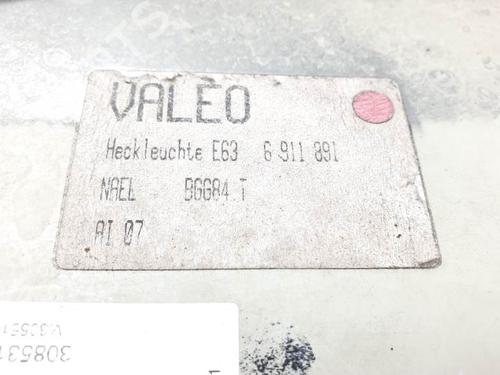 VALEO
Heckleuchte E63 6 911 891
NAEL BGG84.T
AI 07